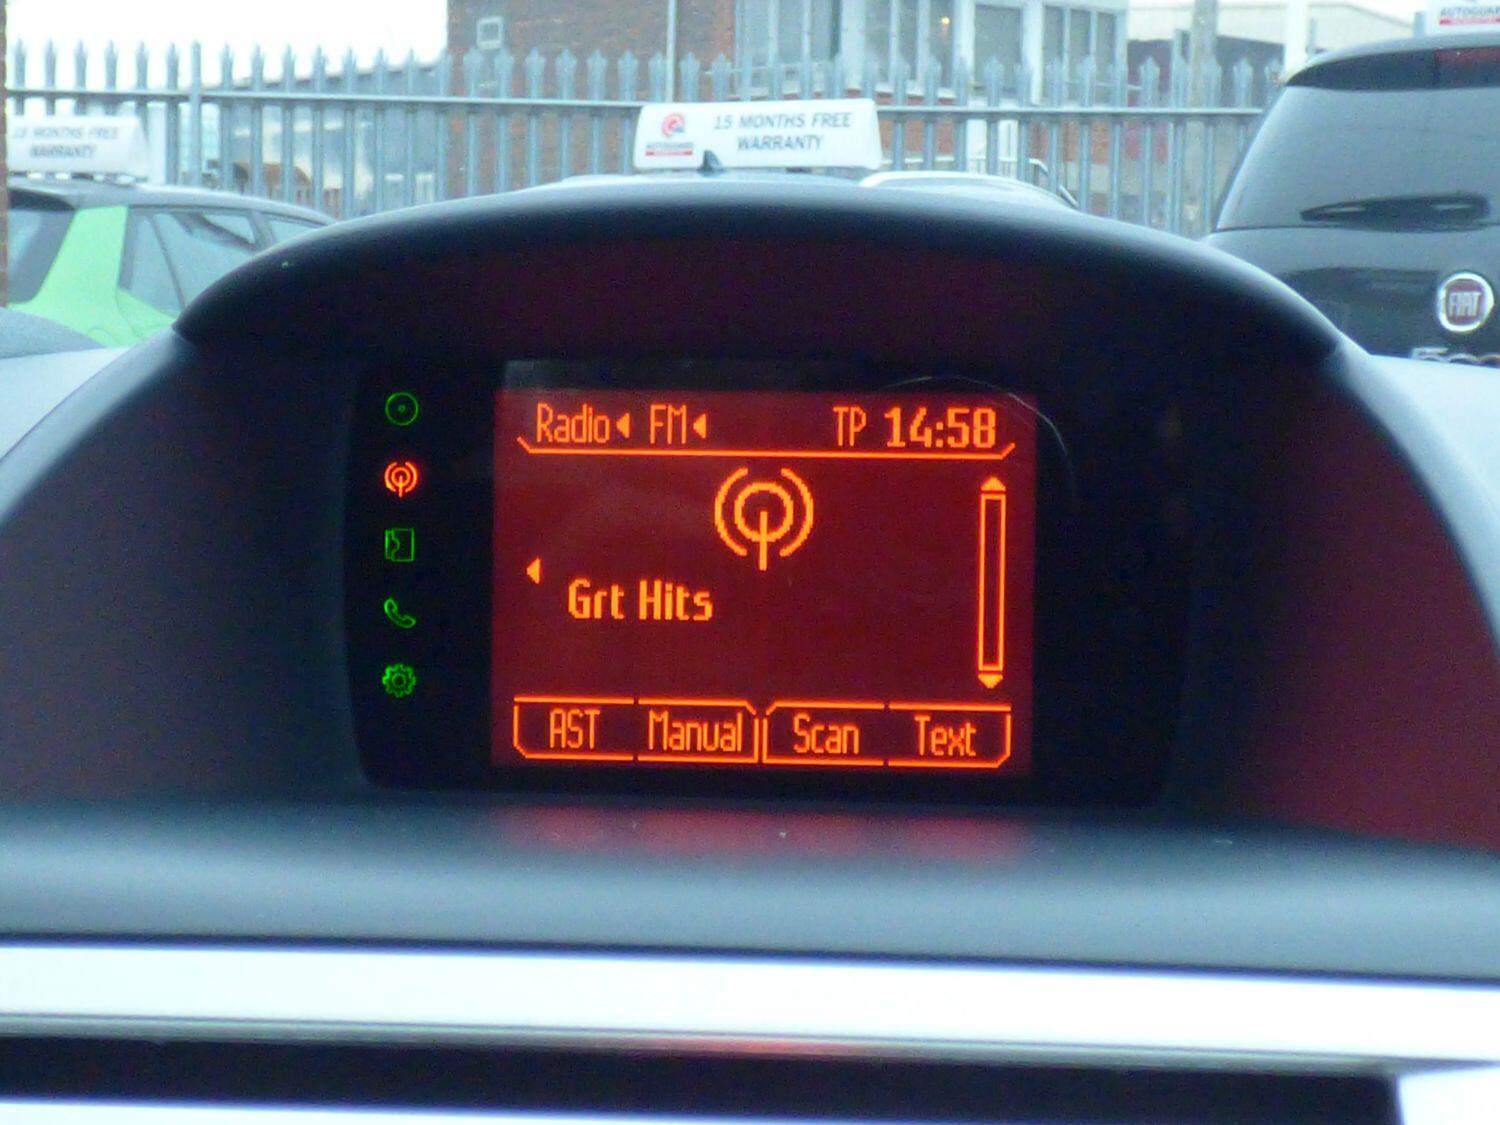 AUTOGUARD
15 MONTHS FREE
WARRANTY
15 MONTHS FREE
WARRANTY
FIAT
Radio FM TP 14:58
Grt Hits
AST Manual Scan Text